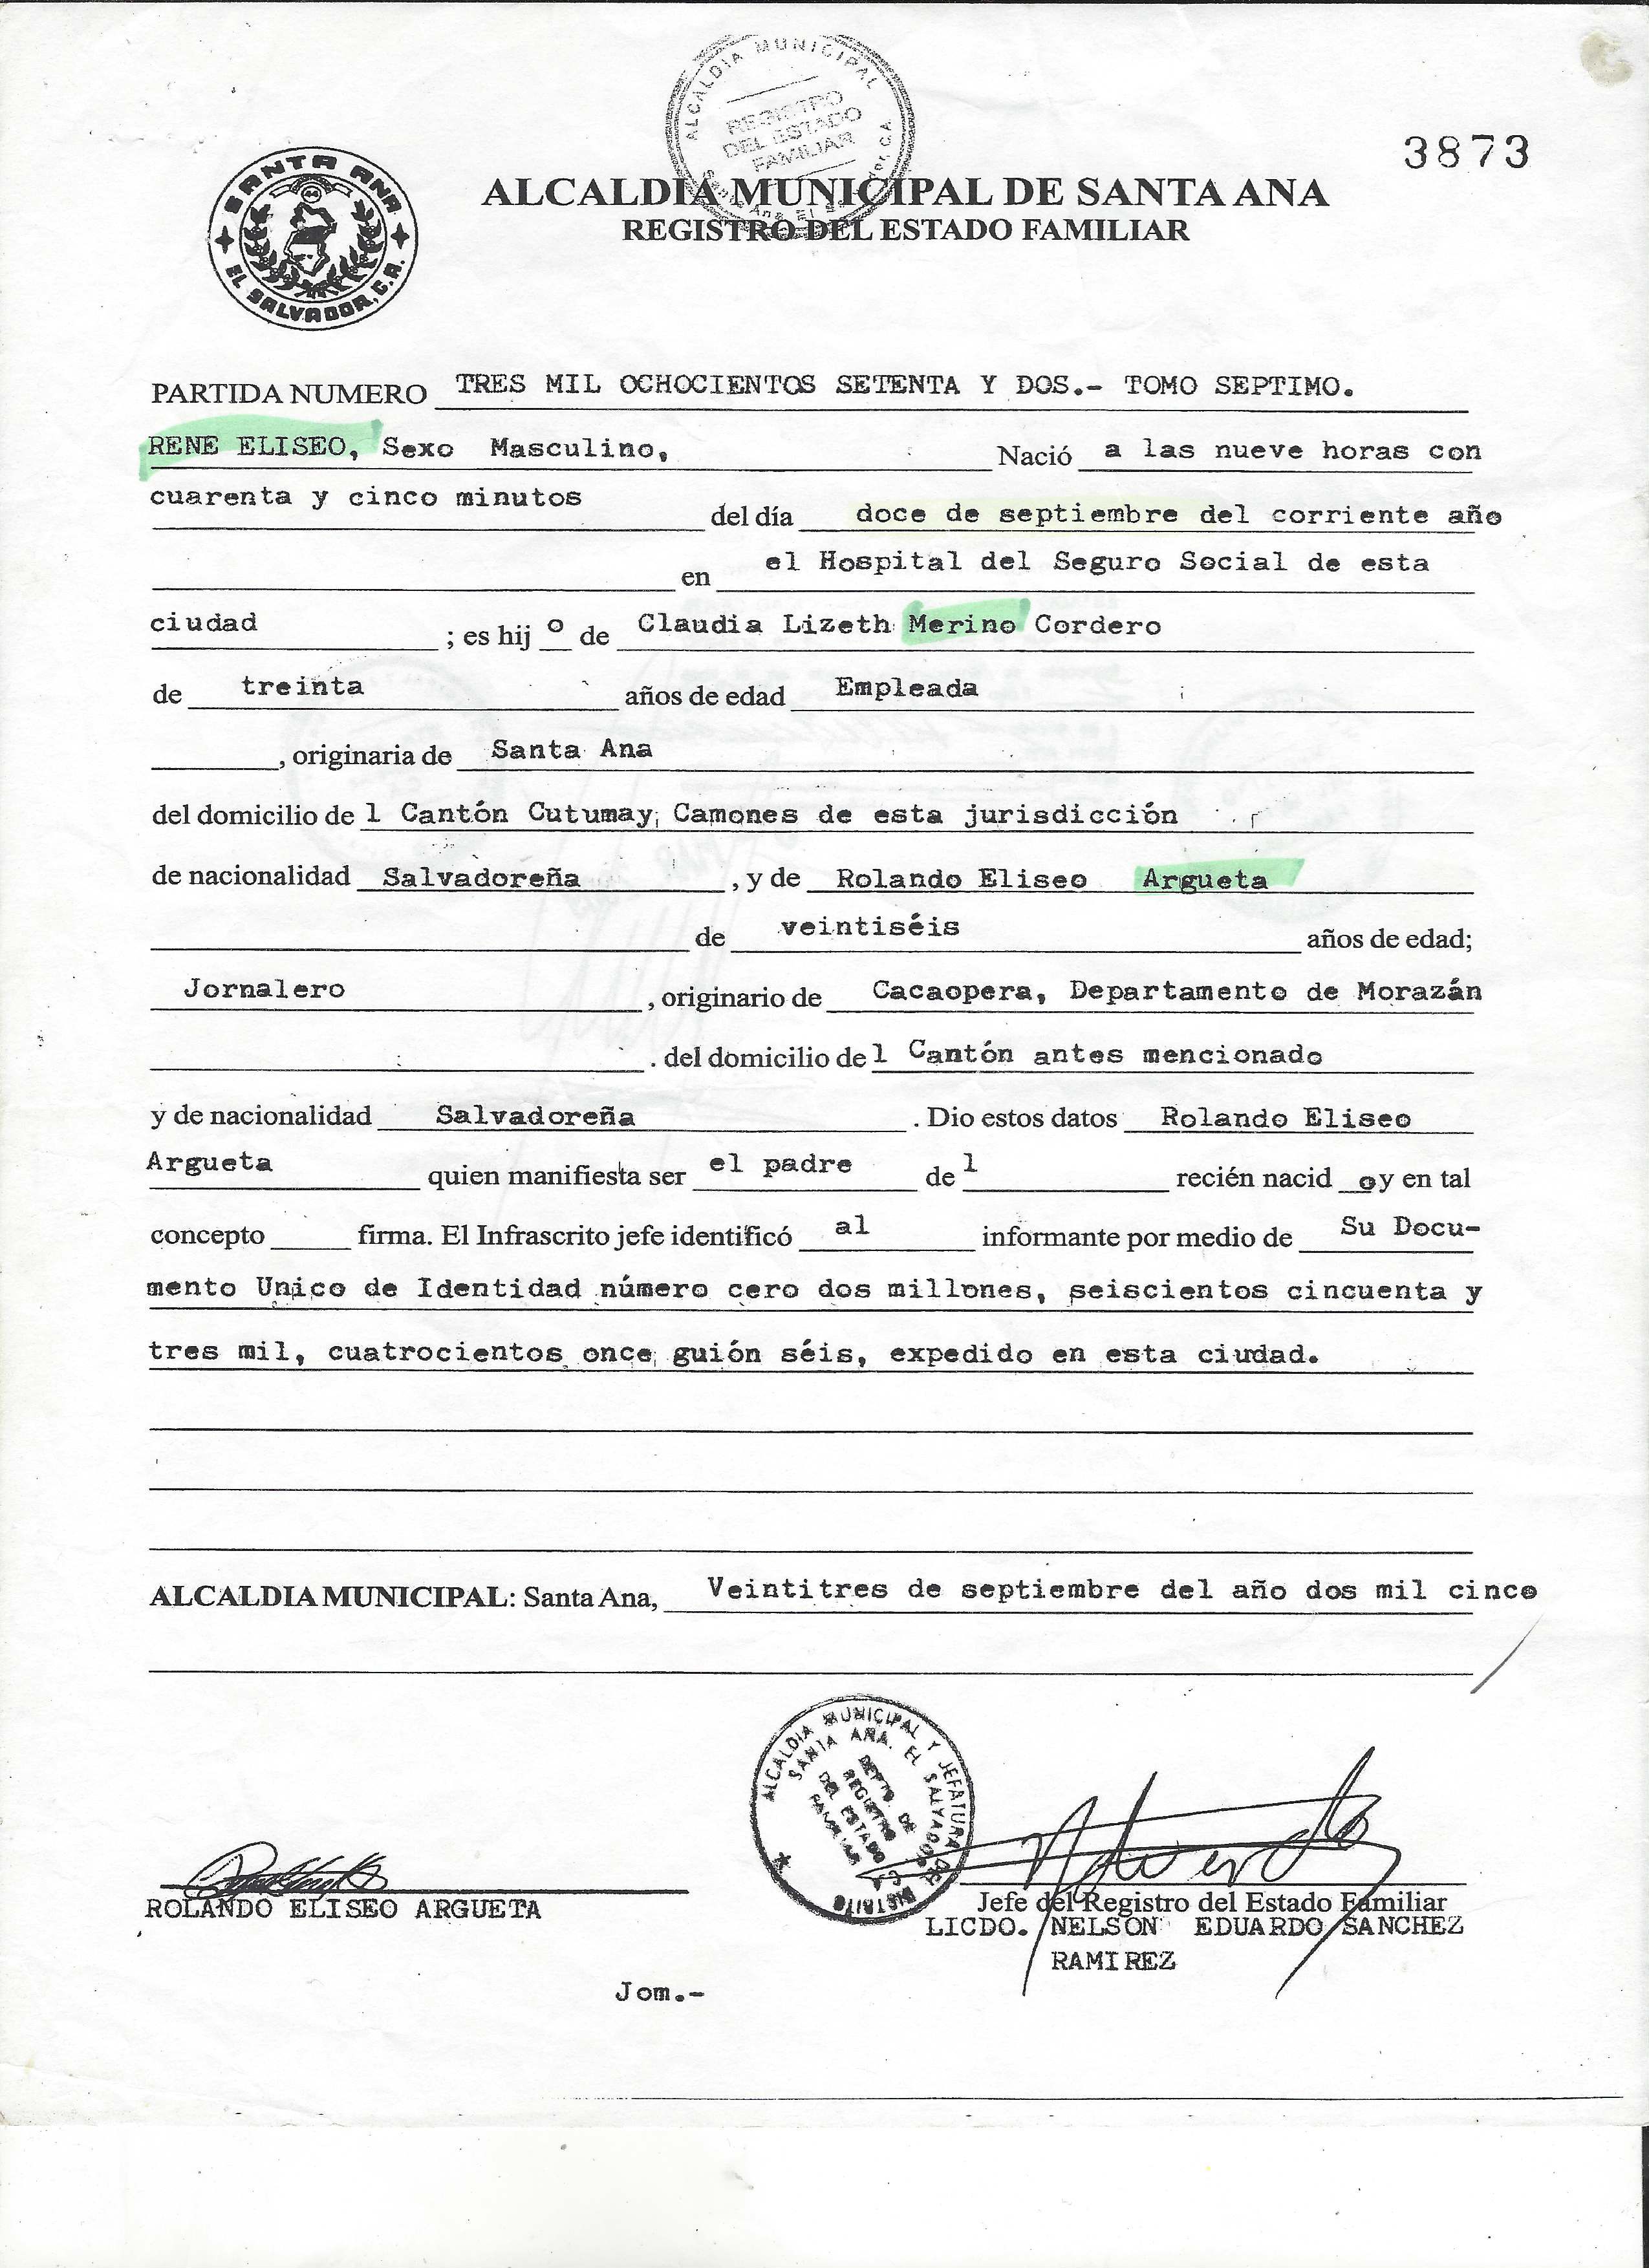 ALCALDIA MUNICIPAL
REGISTRO
DEL ESTADO
FAMILIAR
3873
SANTA ANA
EL SALVADOR, C.A.
ALCALDIA MUNICIPAL DE SANTA ANA
REGISTRO DEL ESTADO FAMILIAR
PARTIDA NUMERO TRES MIL OCHOCIENTOS SETENTA Y DOS.- TOMO SEPTIMO.
RENE ELISEO, Sexo Masculino, Nació a las nueve horas con
cuarenta y cinco minutos del día doce de septiembre del corriente año
en el Hospital del Seguro Social de esta
ciudad ; es hij o de Claudia Lizeth Merino Cordero
de treinta años de edad Empleada
, originaria de Santa Ana
del domicilio de l Cantón Cutumay Camones de esta jurisdicción
de nacionalidad Salvadoreña , y de Rolando Eliseo Argueta
de veintiséis años de edad;
Jornalero , originario de Cacaopera, Departamento de Morazán
. del domicilio de l Cantón antes mencionado
y de nacionalidad Salvadoreña . Dio estos datos Rolando Eliseo
Argueta quien manifiesta ser el padre de l recién nacid o y en tal
concepto firma. El Infrascrito jefe identificó al informante por medio de Su Docu-
mento Unico de Identidad número cero dos millones, seiscientos cincuenta y
tres mil, cuatrocientos once guión séis, expedido en esta ciudad.
ALCALDIA MUNICIPAL: Santa Ana, Veintitres de septiembre del año dos mil cinco
ALCALDIA MUNICIPAL Y JEFATURA DEL DISTRITO
SANTA ANA. EL SALVADOR
DEPTO. DE
REGISTRO
DEL ESTADO
FAMILIAR
ROLANDO ELISEO ARGUETA
Jefe del Registro del Estado Familiar
LICDO. NELSON EDUARDO SANCHEZ
RAMIREZ
Jom.-